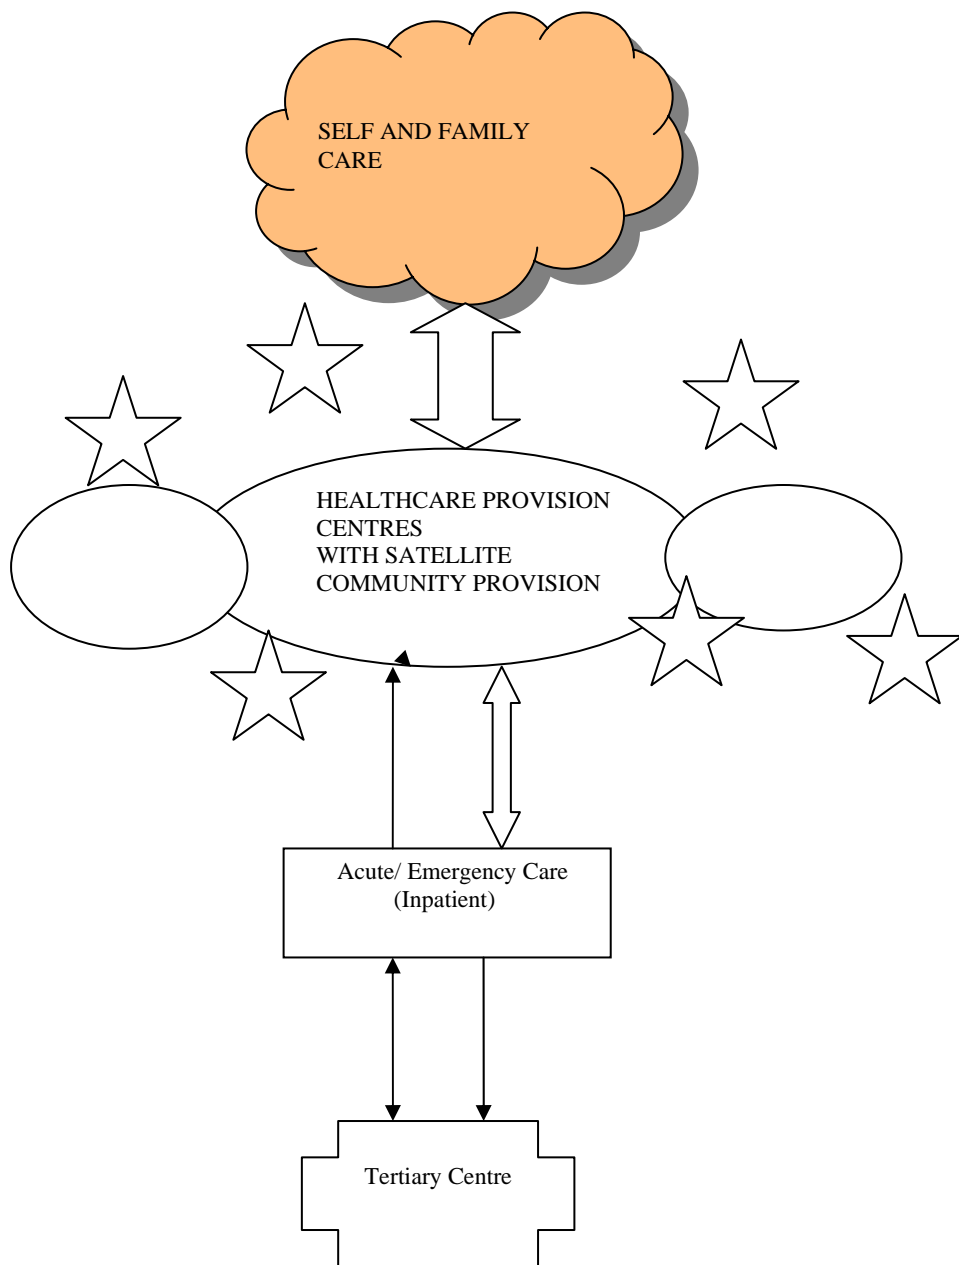 SELF AND FAMILY
CARE
HEALTHCARE PROVISION
CENTRES
WITH SATELLITE
COMMUNITY PROVISION
Acute/ Emergency Care
(Inpatient)
Tertiary Centre